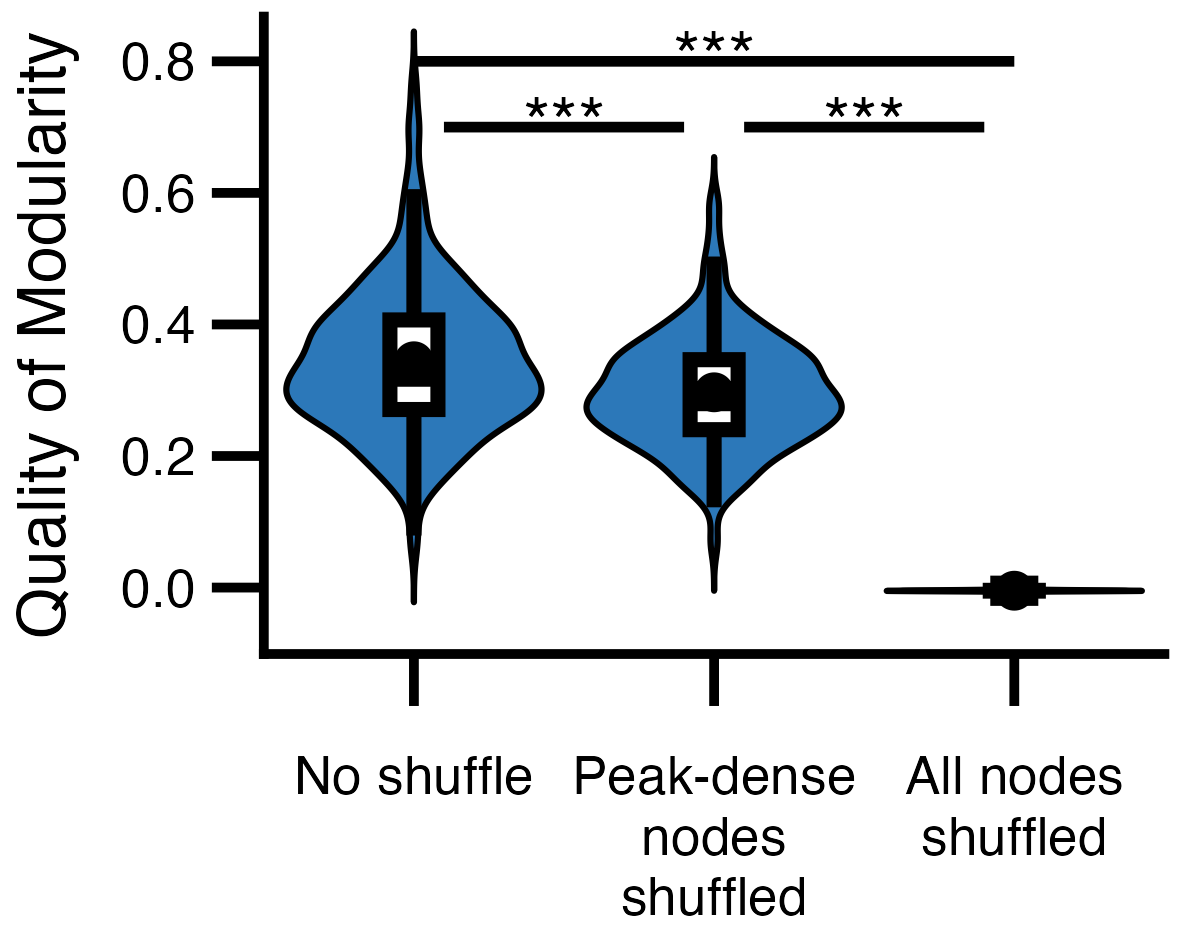 Quality of Modularity
0.8
0.6
0.4
0.2
0.0
***
*** ***
No shuffle
Peak-dense
nodes
shuffled
All nodes
shuffled